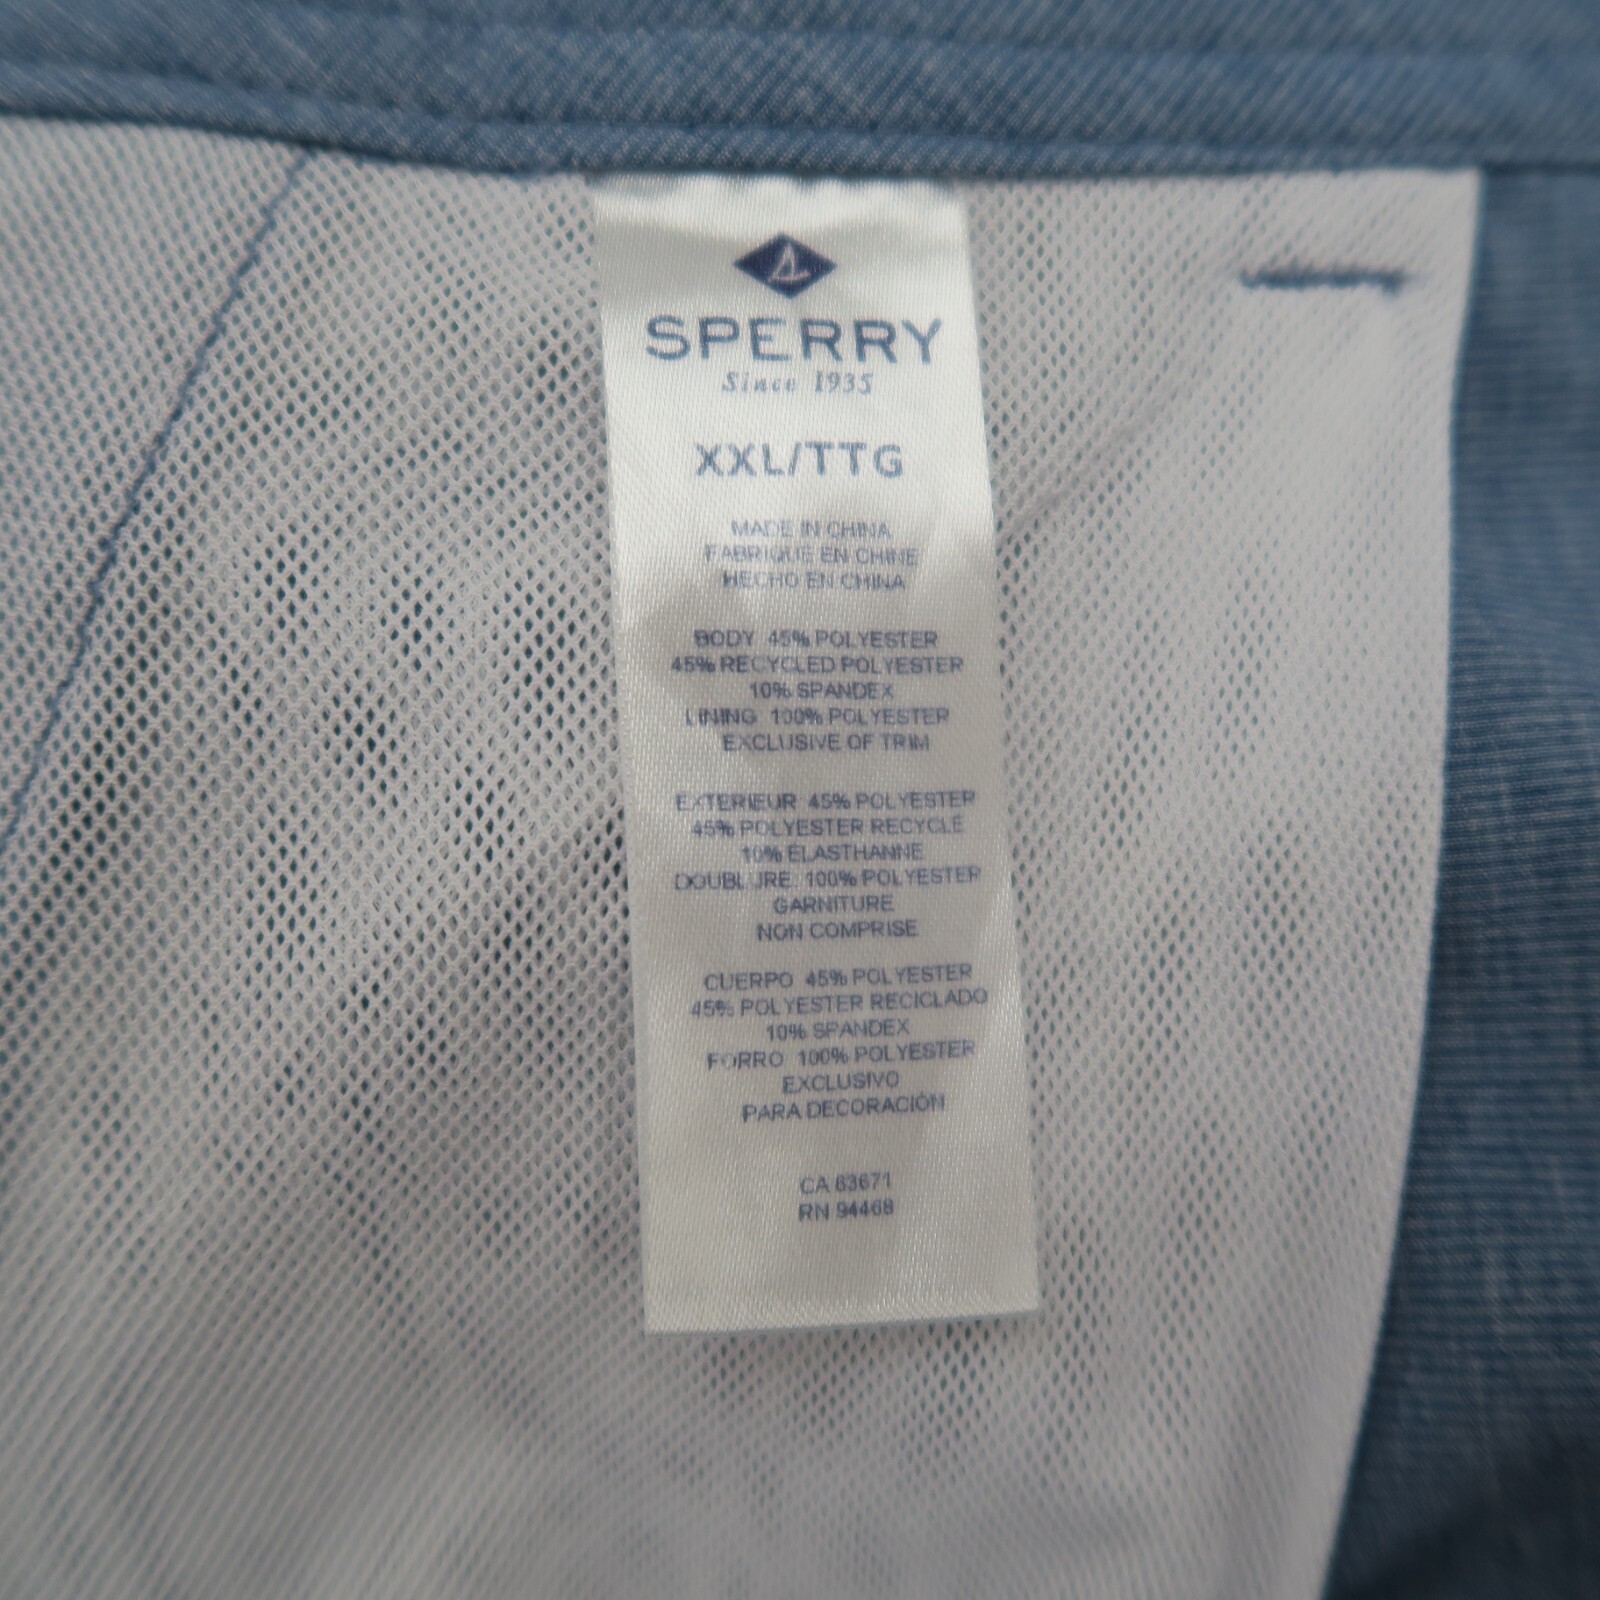 SPERRY
Since 1935
XXL/TTG
MADE IN CHINA
FABRIQUE EN CHINE
HECHO EN CHINA
BODY 45% POLYESTER
45% RECYCLED POLYESTER
10% SPANDEX
LINING 100% POLYESTER
EXCLUSIVE OF TRIM
EXTERIEUR 45% POLYESTER
45% POLYESTER RECYCLE
10% ELASTHANNE
DOUBLURE: 100% POLYESTER
GARNITURE
NON COMPRISE
CUERPO 45% POLYESTER
45% POLYESTER RECICLADO
10% SPANDEX
FORRO 100% POLYESTER
EXCLUSIVO
PARA DECORACIÓN
CA 63671
RN 94468